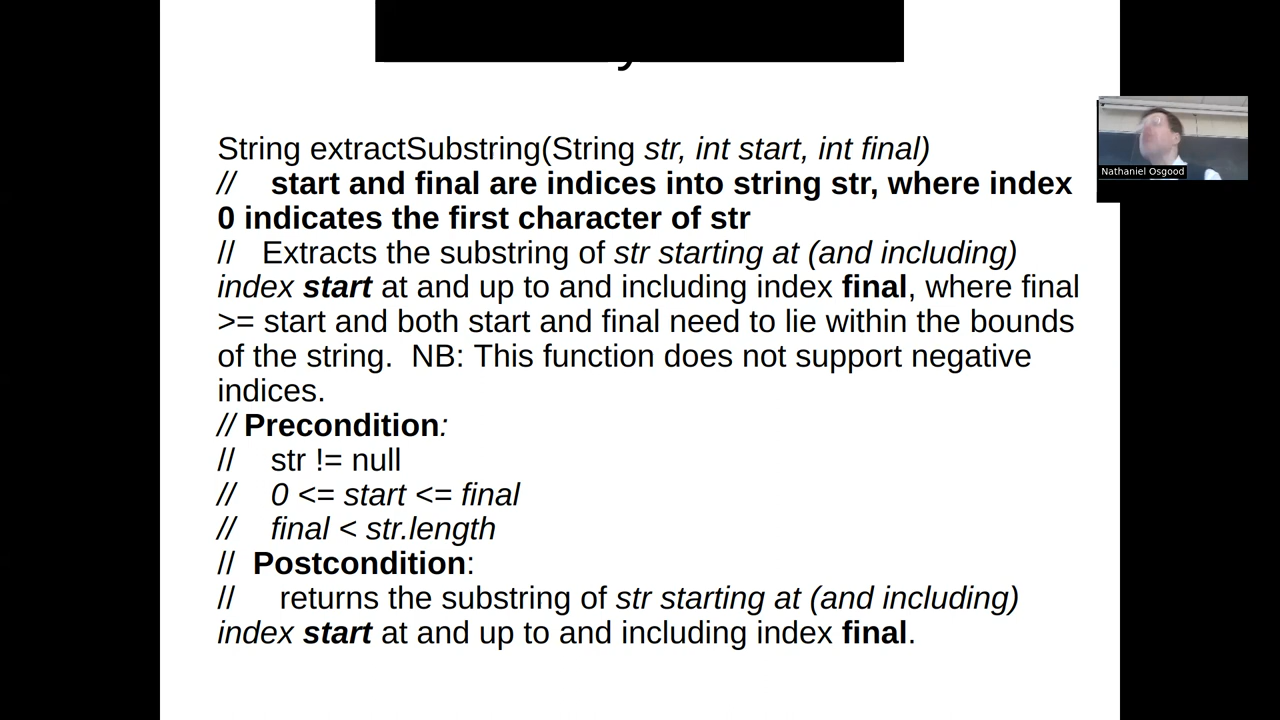 String extractSubstring(String str, int start, int final)
// start and final are indices into string str, where index
0 indicates the first character of str
// Extracts the substring of str starting at (and including)
index start at and up to and including index final, where final
>= start and both start and final need to lie within the bounds
of the string. NB: This function does not support negative
indices.
// Precondition:
// str != null
// 0 <= start <= final
// final < str.length
// Postcondition:
// returns the substring of str starting at (and including)
index start at and up to and including index final.
Nathaniel Osgood